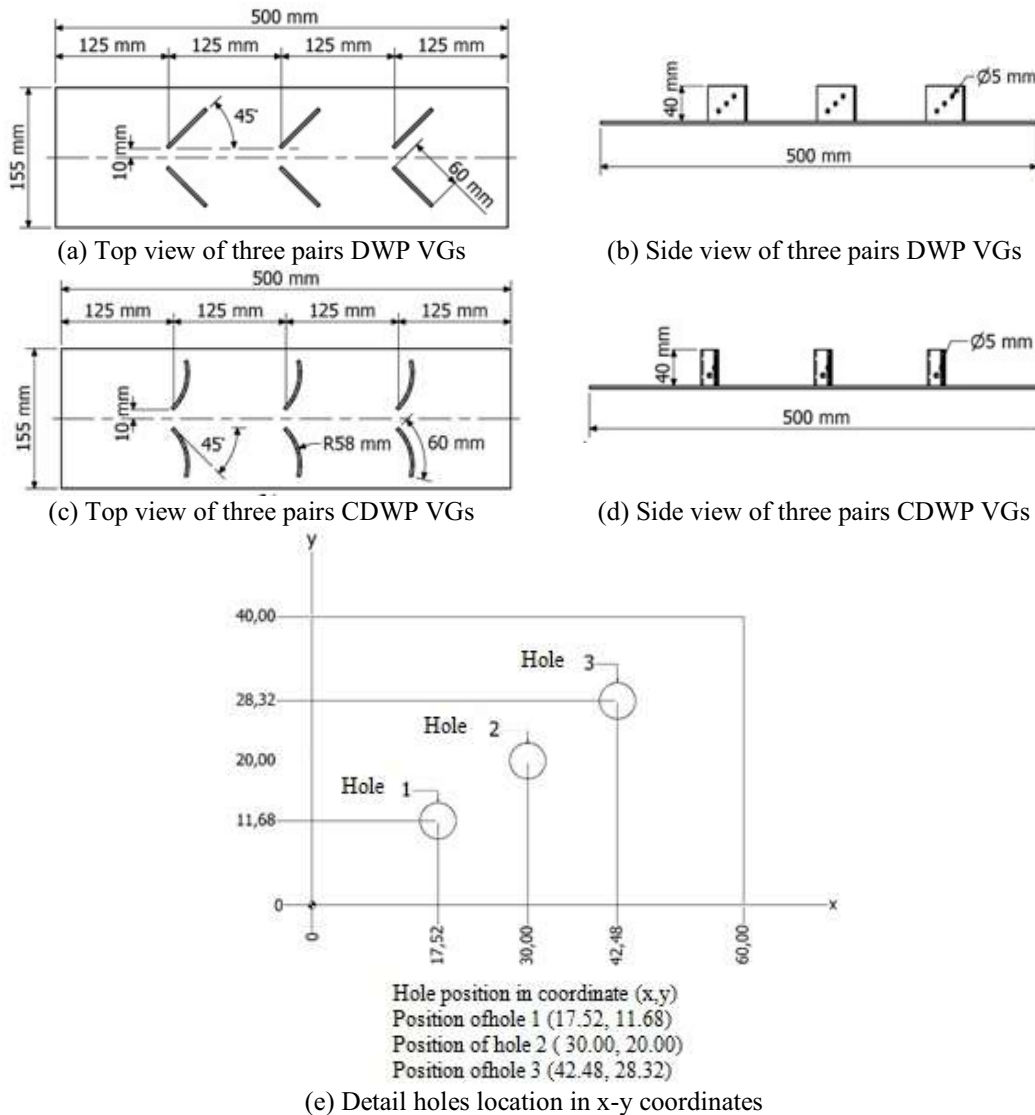 500 mm
125 mm 125 mm 125 mm 125 mm
155 mm
10 mm
45°
60 mm
40 mm
Ø5 mm
500 mm
(a) Top view of three pairs DWP VGs
(b) Side view of three pairs DWP VGs
500 mm
125 mm 125 mm 125 mm 125 mm
155 mm
10 mm
45°
R58 mm
60 mm
40 mm
Ø5 mm
500 mm
(c) Top view of three pairs CDWP VGs
(d) Side view of three pairs CDWP VGs
y
40,00
Hole 3
28,32
Hole 2
20,00
Hole 1
11,68
0
x
0
17,52
30,00
42,48
60,00
Hole position in coordinate (x,y)
Position ofhole 1 (17.52, 11.68)
Position of hole 2 ( 30.00, 20.00)
Position ofhole 3 (42.48, 28.32)
(e) Detail holes location in x-y coordinates